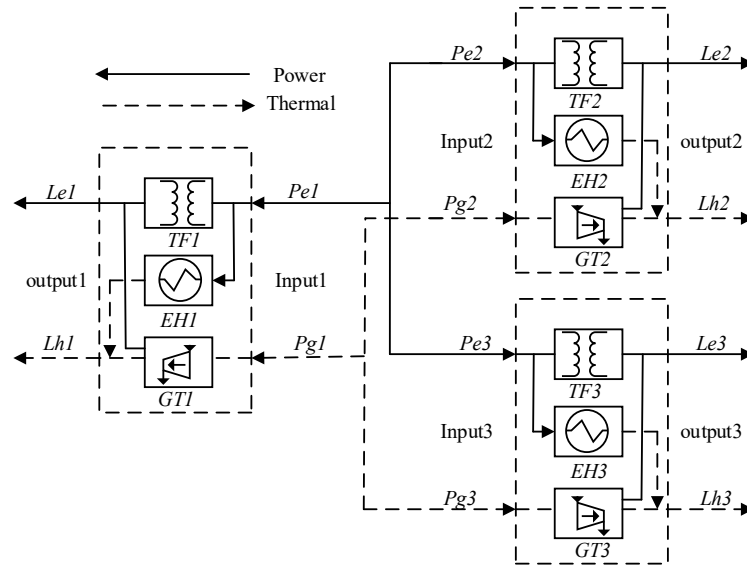 Power
Thermal
Pe2
Le2
TF2
Input2
output2
EH2
Pg2
Lh2
GT2
Le1
Pe1
TF1
output1
Input1
EH1
Lh1
Pg1
GT1
Pe3
Le3
TF3
Input3
output3
EH3
Pg3
Lh3
GT3